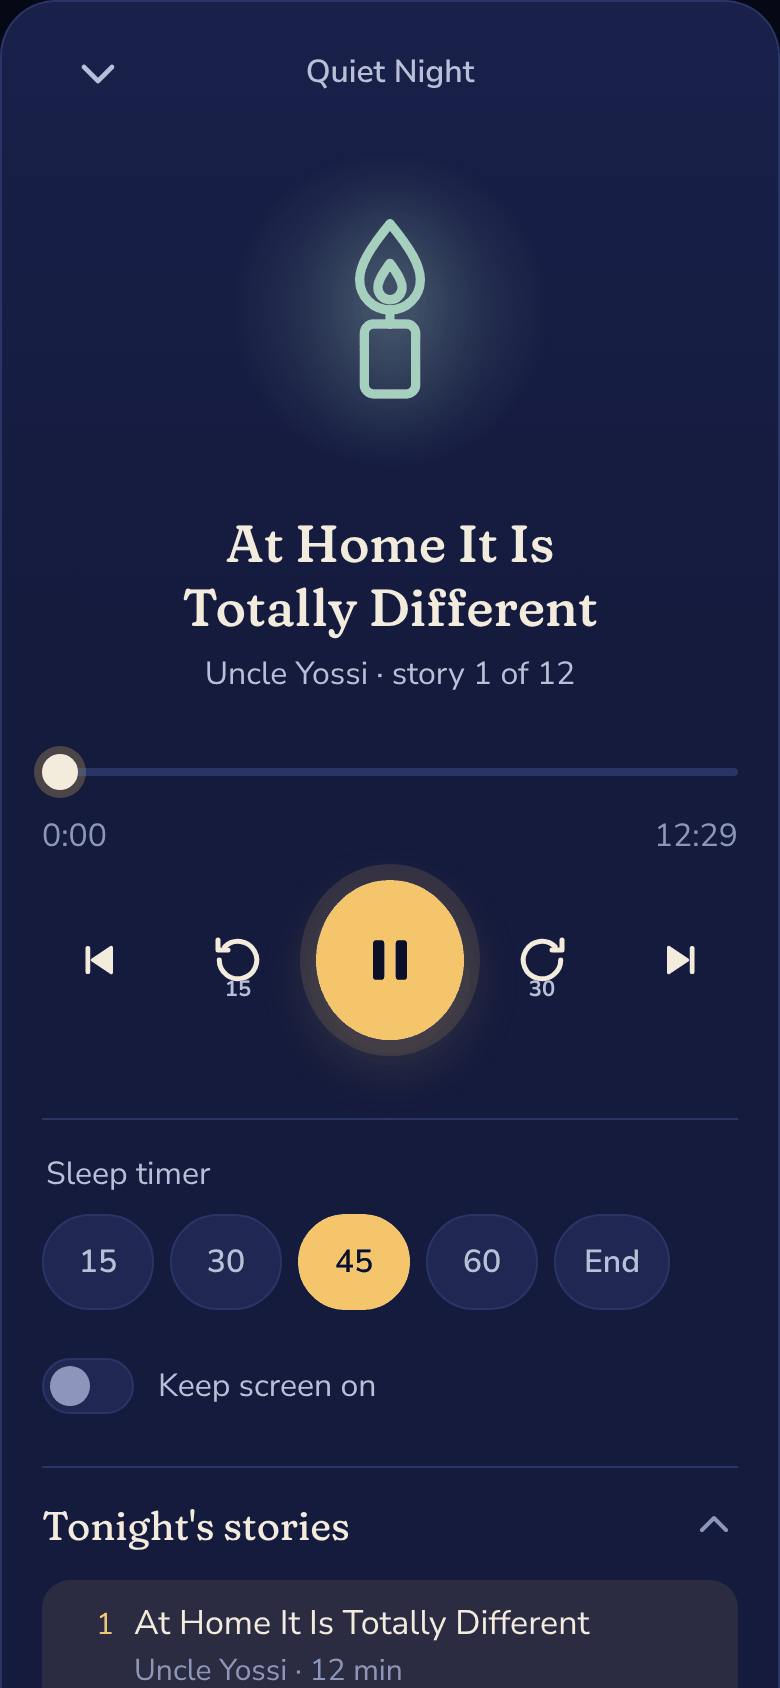 Quiet Night
At Home It Is
Totally Different
Uncle Yossi · story 1 of 12
0:00
12:29
15
30
Sleep timer
15
30
45
60
End
Keep screen on
Tonight's stories
1 At Home It Is Totally Different
Uncle Yossi · 12 min